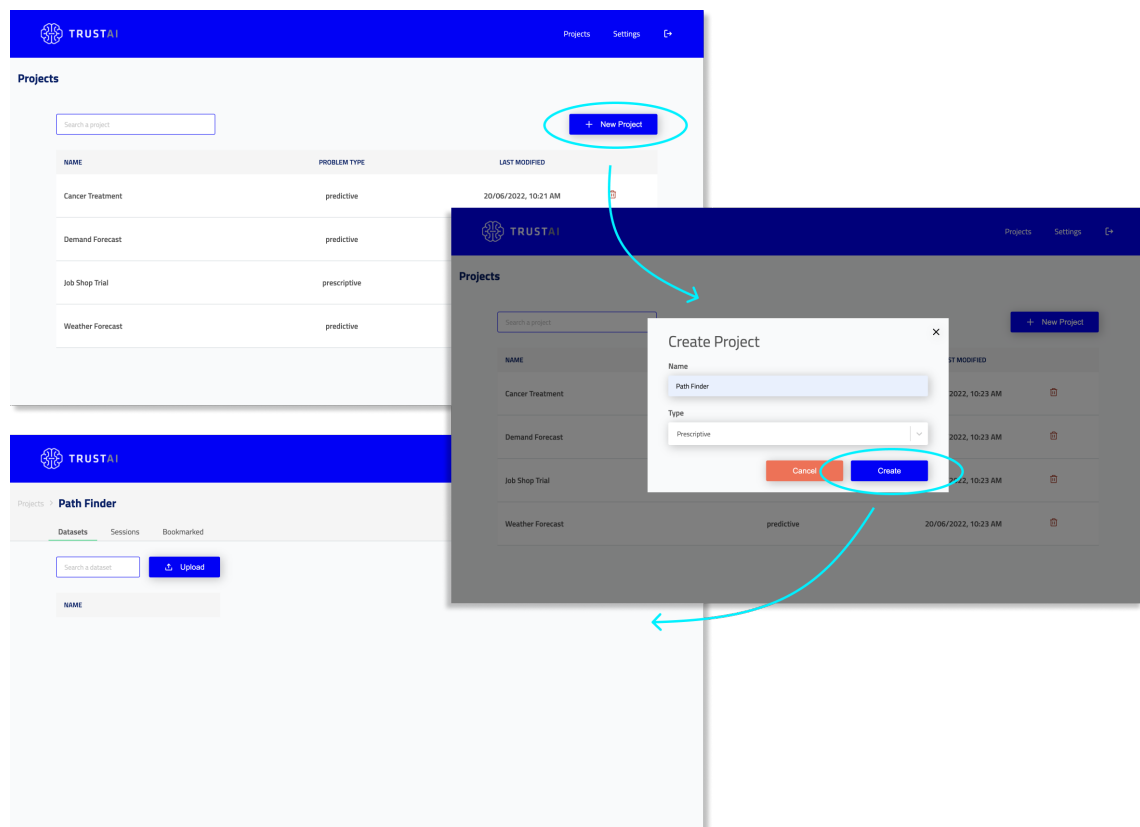 TRUSTAI
Projects Settings
Projects
Search a project
+ New Project
NAME PROBLEM TYPE LAST MODIFIED
Cancer Treatment predictive 20/06/2022, 10:21 AM
Demand Forecast predictive
Job Shop Trial prescriptive
Weather Forecast predictive
TRUSTAI
Projects Settings
Projects
Search a project
+ New Project
NAME ST MODIFIED
Cancer Treatment 2022, 10:23 AM
Demand Forecast 2022, 10:23 AM
Job Shop Trial 2022, 10:23 AM
Weather Forecast predictive 20/06/2022, 10:23 AM
Create Project
Name
Path Finder
Type
Prescriptive
Cancel Create
TRUSTAI
Projects > Path Finder
Datasets Sessions Bookmarked
Search a dataset Upload
NAME